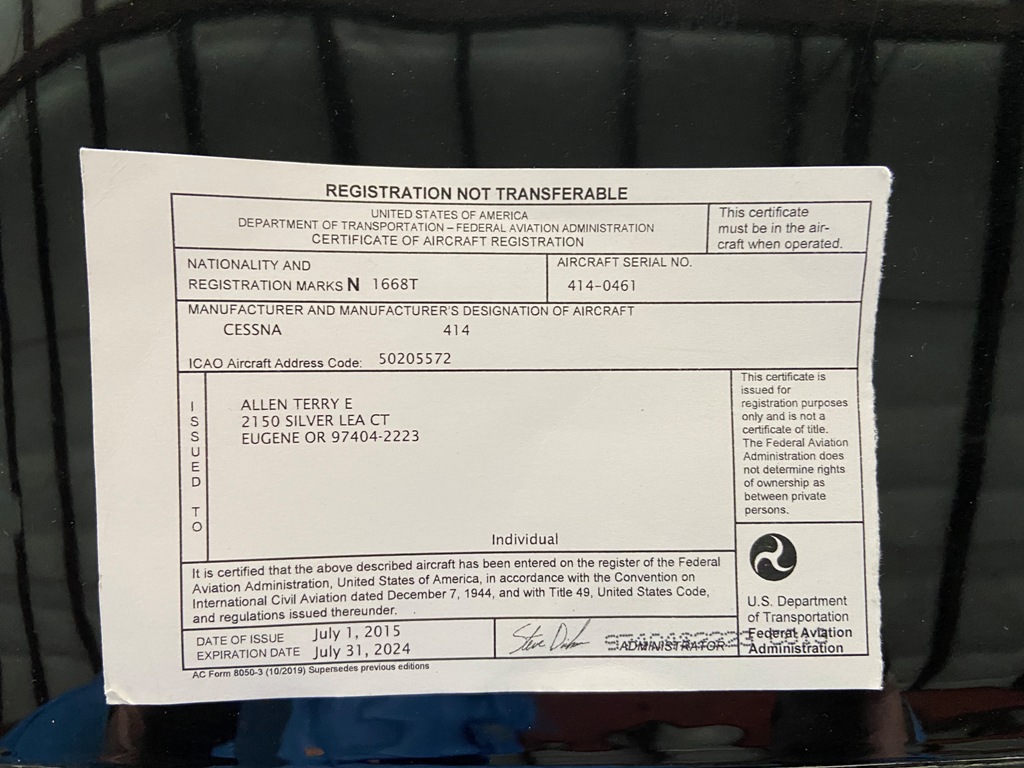 REGISTRATION NOT TRANSFERABLE
UNITED STATES OF AMERICA
DEPARTMENT OF TRANSPORTATION – FEDERAL AVIATION ADMINISTRATION
CERTIFICATE OF AIRCRAFT REGISTRATION
This certificate
must be in the air-
craft when operated.
NATIONALITY AND
REGISTRATION MARKS N 1668T
AIRCRAFT SERIAL NO.
414-0461
MANUFACTURER AND MANUFACTURER'S DESIGNATION OF AIRCRAFT
CESSNA 414
ICAO Aircraft Address Code: 50205572
ISSUED TO
ALLEN TERRY E
2150 SILVER LEA CT
EUGENE OR 97404-2223
Individual
This certificate is
issued for
registration purposes
only and is not a
certificate of title.
The Federal Aviation
Administration does
not determine rights
of ownership as
between private
persons.
It is certified that the above described aircraft has been entered on the register of the Federal
Aviation Administration, United States of America, in accordance with the Convention on
International Civil Aviation dated December 7, 1944, and with Title 49, United States Code,
and regulations issued thereunder.
U.S. Department
of Transportation
Federal Aviation
Administration
DATE OF ISSUE July 1, 2015
EXPIRATION DATE July 31, 2024
Steve
ADMINISTRATOR
AC Form 8050-3 (10/2019) Supersedes previous editions